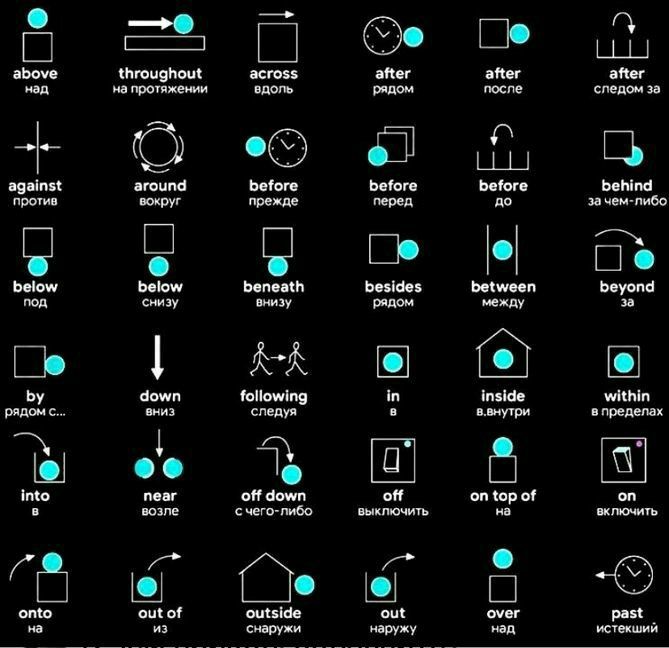 above
над
throughout
на протяжении
across
вдоль
after
рядом
after
после
after
следом за
against
против
around
вокруг
before
прежде
before
перед
before
до
behind
за чем-либо
below
под
below
снизу
beneath
внизу
besides
рядом
between
между
beyond
за
by
рядом с...
down
вниз
following
следуя
in
в
inside
в,внутри
within
в пределах
into
в
near
возле
off down
с чего-либо
off
выключить
on top of
на
on
включить
onto
на
out of
из
outside
снаружи
out
наружу
over
над
past
истекший